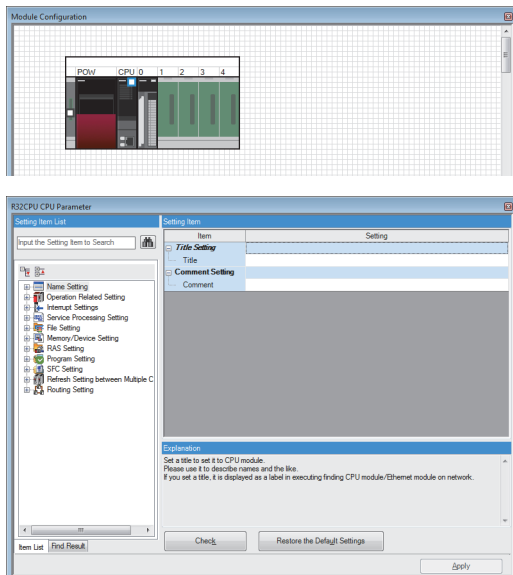 Module Configuration
POW CPU 0 1 2 3 4
R32CPU CPU Parameter
Setting Item List
Input the Setting Item to Search
Name Setting
Operation Related Setting
Interrupt Settings
Service Processing Setting
File Setting
Memory/Device Setting
RAS Setting
Program Setting
SFC Setting
Refresh Setting between Multiple C
Routing Setting
Item List Find Result
Setting Item
Item Setting
Title Setting
Title
Comment Setting
Comment
Explanation
Set a title to set it to CPU module.
Please use it to describe names and the like.
If you set a title, it is displayed as a label in executing finding CPU module/Ethernet module on network.
Check Restore the Default Settings
Apply